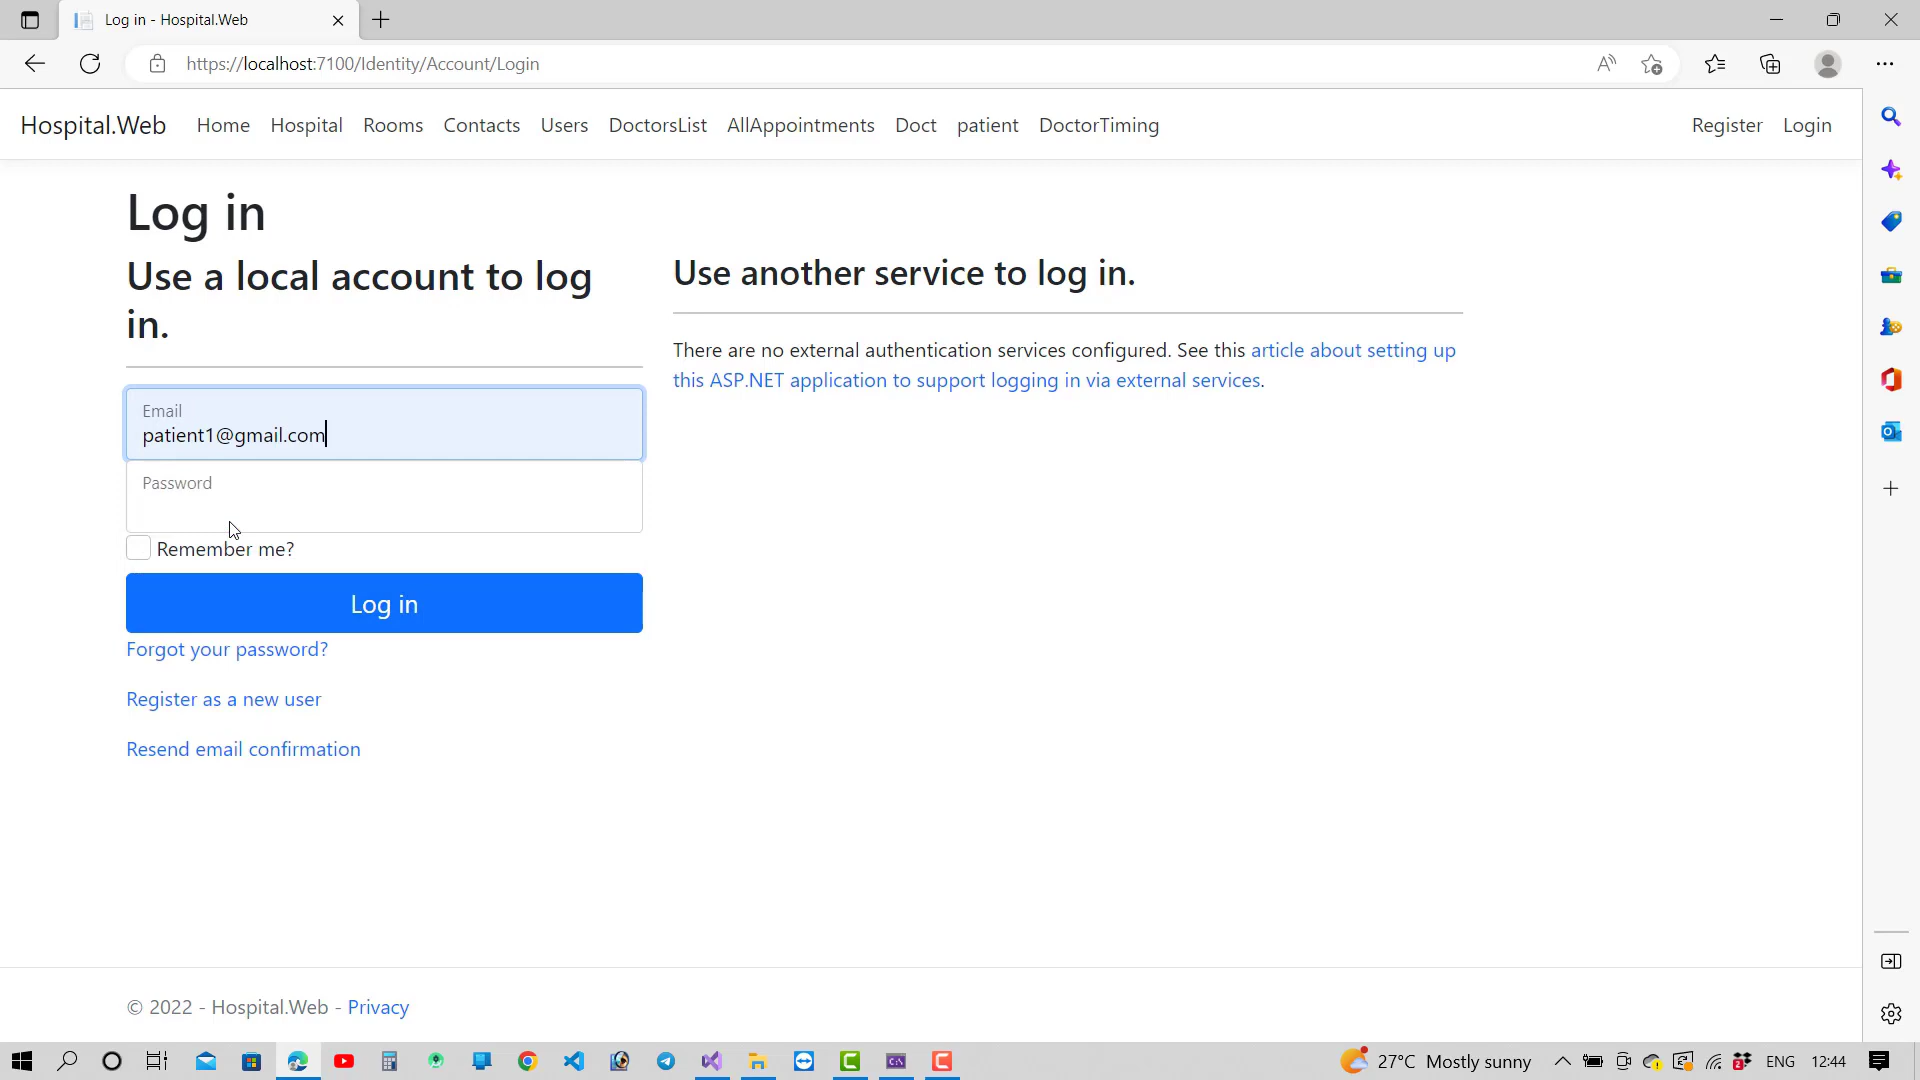 Log in - Hospital.Web
https://localhost:7100/Identity/Account/Login
Hospital.Web Home Hospital Rooms Contacts Users DoctorsList AllAppointments Doct patient DoctorTiming Register Login
Log in
Use a local account to log
in.
Email
patient1@gmail.com
Password
Remember me?
Log in
Forgot your password?
Register as a new user
Resend email confirmation
Use another service to log in.
There are no external authentication services configured. See this article about setting up
this ASP.NET application to support logging in via external services.
© 2022 - Hospital.Web - Privacy
27°C Mostly sunny ENG 12:44